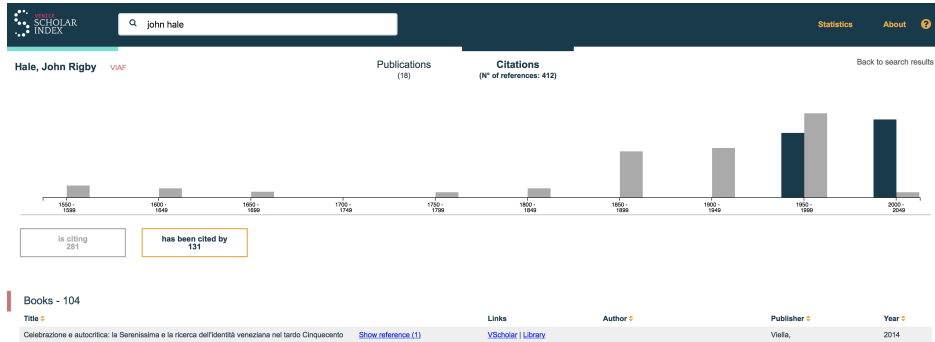 VENICE
SCHOLAR
INDEX
john hale
Statistics About ?
Hale, John Rigby VIAF
Publications
(18)
Citations
(N° of references: 412)
Back to search results
1550 - 1599
1600 - 1649
1650 - 1699
1700 - 1749
1750 - 1799
1800 - 1849
1850 - 1899
1900 - 1949
1950 - 1999
2000 - 2049
is citing
281
has been cited by
131
Books - 104
Title Links Author Publisher Year
Celebrazione e autocritica: la Serenissima e la ricerca dell'identità veneziana nel tardo Cinquecento Show reference (1) VScholar | Library Viella, 2014